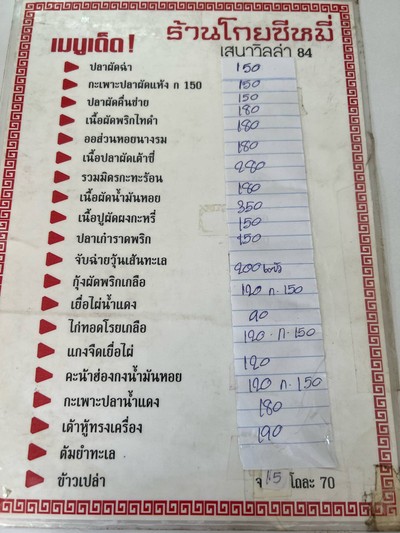 ร้านโกยซีหมี่
เมนูเด็ด!
เสนาวิลล่า 84
ปลาผัดฉ่า 150
กะเพาะปลาผัดแห้ง ก 150 150
ปลาผัดคื่นช่าย 150
เนื้อผัดพริกไทดำ 180
ออส่วนหอยนางรม 180
เนื้อปลาผัดเต้าซี่ 180
รวมมิตรกะทะร้อน 280
เนื้อผัดน้ำมันหอย 180
เนื้อปูผัดผงกะหรี่ 350
ปลาเก๋าราดพริก 150
จับฉ่ายวุ้นเส้นทะเล 150
กุ้งผัดพริกเกลือ 200
เยื่อไผ่น้ำแดง 120 ก.150
ไก่ทอดโรยเกลือ 90
แกงจืดเยื่อไผ่ 120.ก.150
คะน้าฮ่องกงน้ำมันหอย 120
กะเพาะปลาน้ำแดง 120 ก.150
เต้าหู้ทรงเครื่อง 180
ต้มยำทะเล 190
ข้าวเปล่า จ 15 โถละ 70